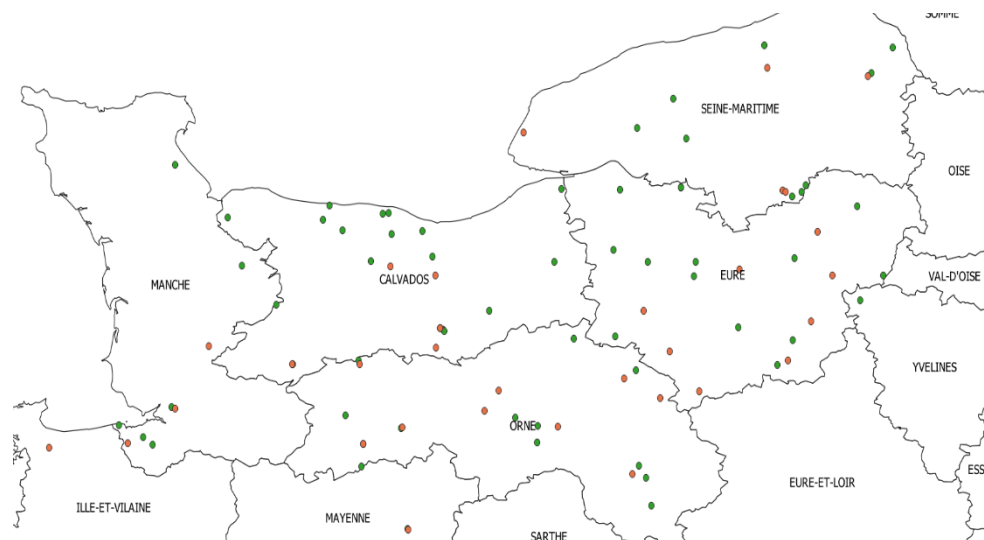 SOMME
SEINE-MARITIME
OISE
MANCHE
CALVADOS
EURE
VAL-D'OISE
YVELINES
ORNE
ESS
EURE-ET-LOIR
ILLE-ET-VILAINE
MAYENNE
SARTHE